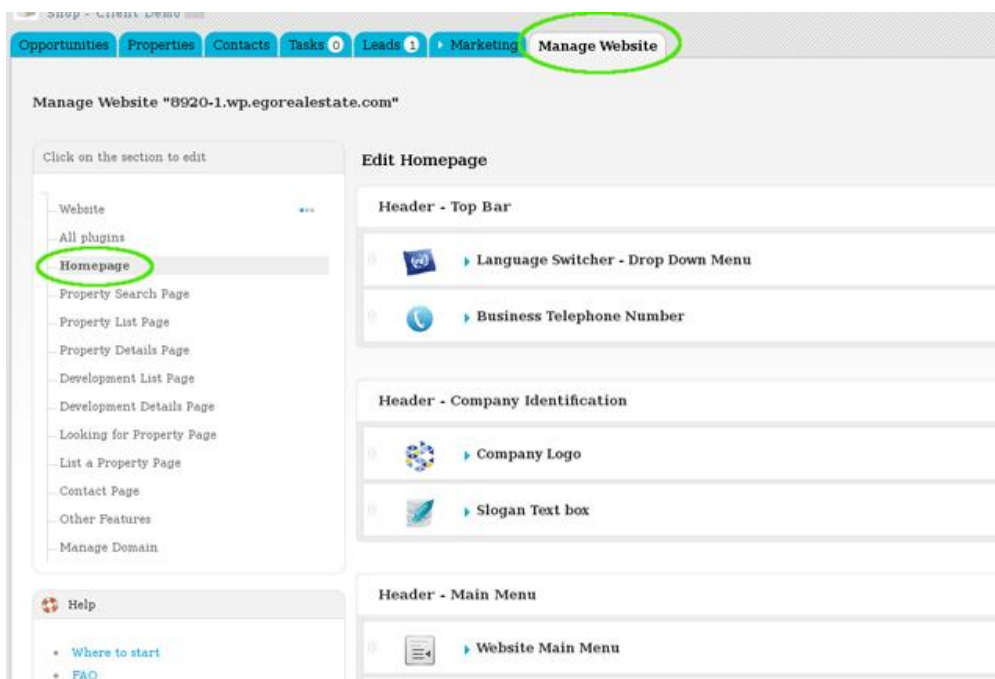 Shop - Client Demo
Opportunities Properties Contacts Tasks 0 Leads 1 Marketing Manage Website
Manage Website "8920-1.wp.egorealestate.com"
Click on the section to edit
Website
All plugins
Homepage
Property Search Page
Property List Page
Property Details Page
Development List Page
Development Details Page
Looking for Property Page
List a Property Page
Contact Page
Other Features
Manage Domain
Help
Where to start
FAQ
Edit Homepage
Header - Top Bar
Language Switcher - Drop Down Menu
Business Telephone Number
Header - Company Identification
Company Logo
Slogan Text box
Header - Main Menu
Website Main Menu